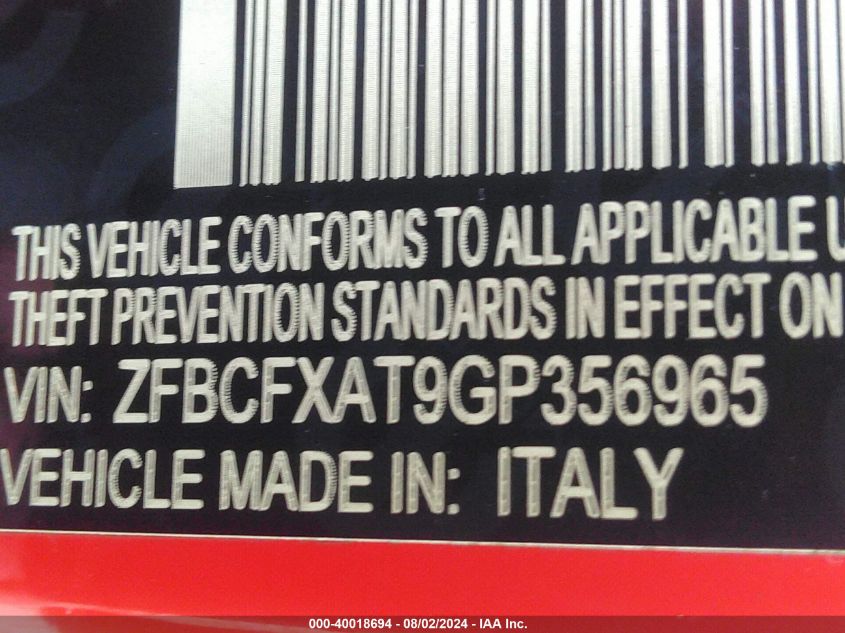 THIS VEHICLE CONFORMS TO ALL APPLICABLE
THEFT PREVENTION STANDARDS IN EFFECT ON
VIN: ZFBCFXAT9GP356965
VEHICLE MADE IN: ITALY
000-40018694 - 08/02/2024 - IAA Inc.